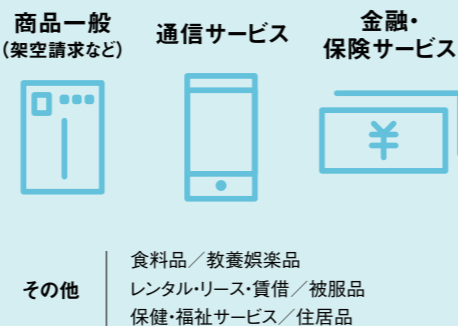 商品一般
（架空請求など）
通信サービス
金融・
保険サービス
¥
その他
食料品／教養娯楽品
レンタル・リース・賃借／被服品
保健・福祉サービス／住居品